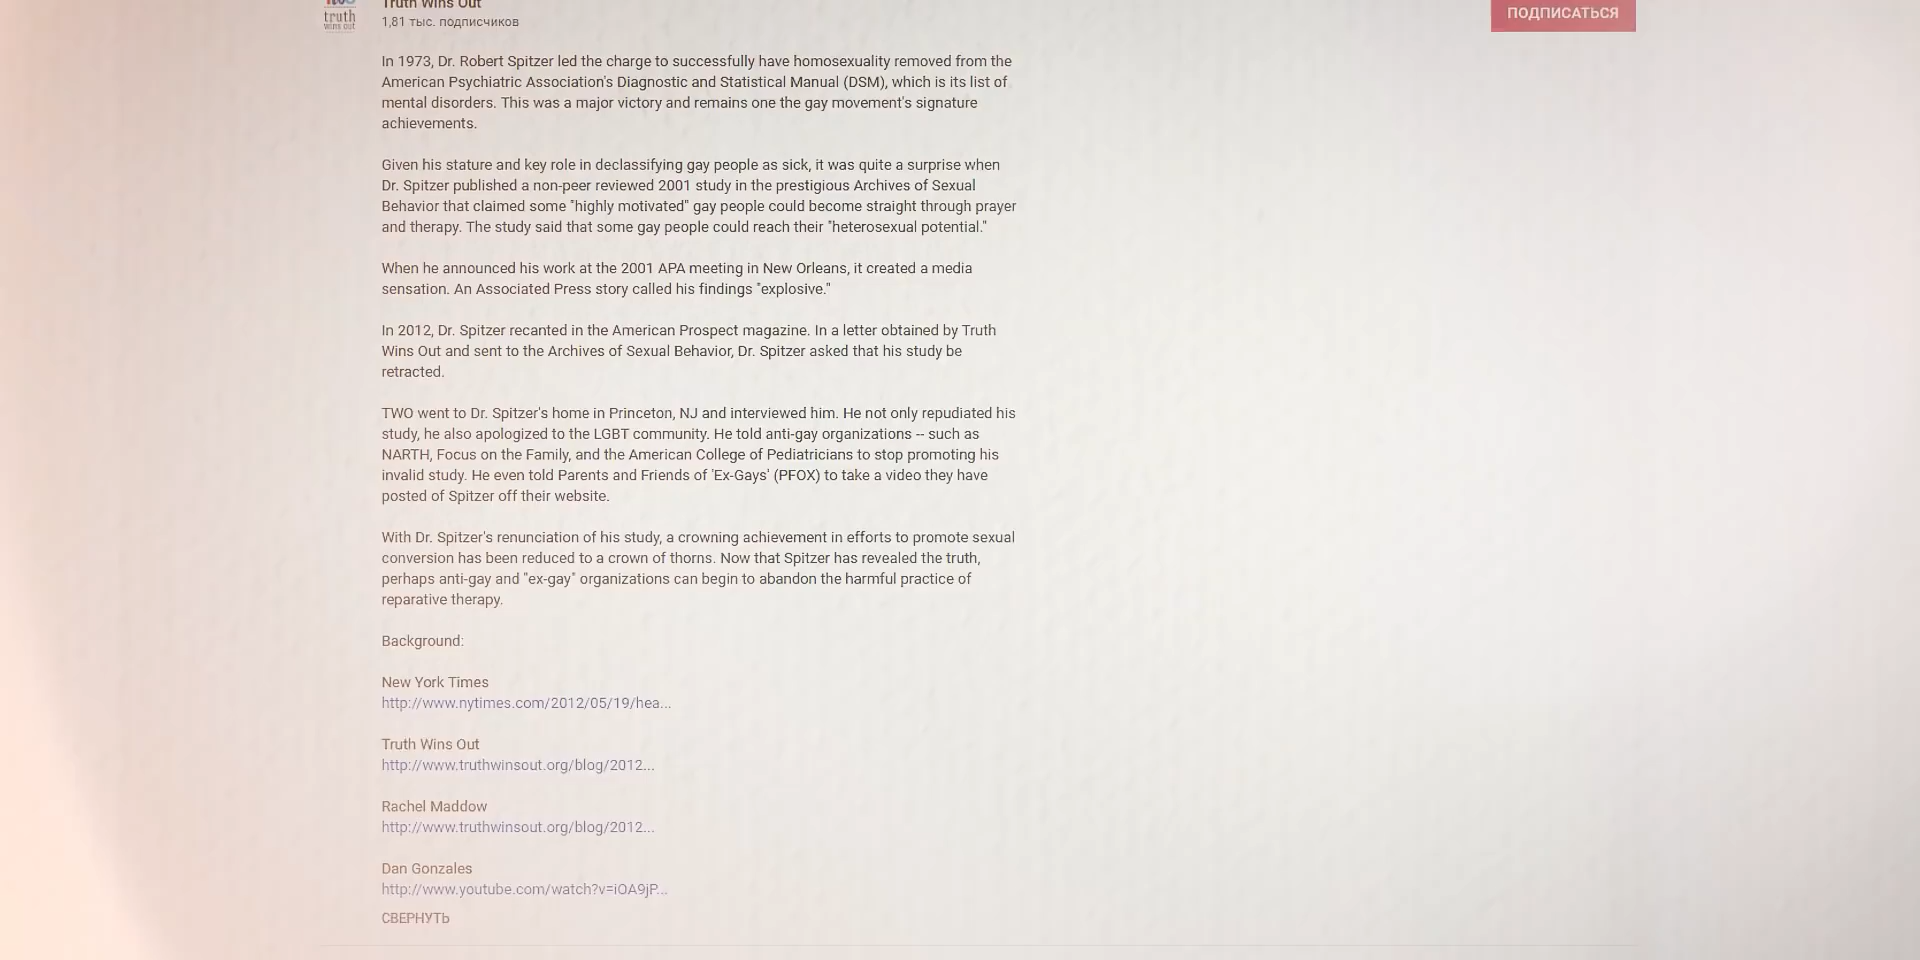 Truth Wins Out
truth
wins out
1,81 тыс. подписчиков
ПОДПИСАТЬСЯ
In 1973, Dr. Robert Spitzer led the charge to successfully have homosexuality removed from the
American Psychiatric Association's Diagnostic and Statistical Manual (DSM), which is its list of
mental disorders. This was a major victory and remains one the gay movement's signature
achievements.
Given his stature and key role in declassifying gay people as sick, it was quite a surprise when
Dr. Spitzer published a non-peer reviewed 2001 study in the prestigious Archives of Sexual
Behavior that claimed some "highly motivated" gay people could become straight through prayer
and therapy. The study said that some gay people could reach their "heterosexual potential."
When he announced his work at the 2001 APA meeting in New Orleans, it created a media
sensation. An Associated Press story called his findings "explosive."
In 2012, Dr. Spitzer recanted in the American Prospect magazine. In a letter obtained by Truth
Wins Out and sent to the Archives of Sexual Behavior, Dr. Spitzer asked that his study be
retracted.
TWO went to Dr. Spitzer's home in Princeton, NJ and interviewed him. He not only repudiated his
study, he also apologized to the LGBT community. He told anti-gay organizations -- such as
NARTH, Focus on the Family, and the American College of Pediatricians to stop promoting his
invalid study. He even told Parents and Friends of 'Ex-Gays' (PFOX) to take a video they have
posted of Spitzer off their website.
With Dr. Spitzer's renunciation of his study, a crowning achievement in efforts to promote sexual
conversion has been reduced to a crown of thorns. Now that Spitzer has revealed the truth,
perhaps anti-gay and "ex-gay" organizations can begin to abandon the harmful practice of
reparative therapy.
Background:
New York Times
http://www.nytimes.com/2012/05/19/hea...
Truth Wins Out
http://www.truthwinsout.org/blog/2012...
Rachel Maddow
http://www.truthwinsout.org/blog/2012...
Dan Gonzales
http://www.youtube.com/watch?v=iOA9jP...
СВЕРНУТЬ